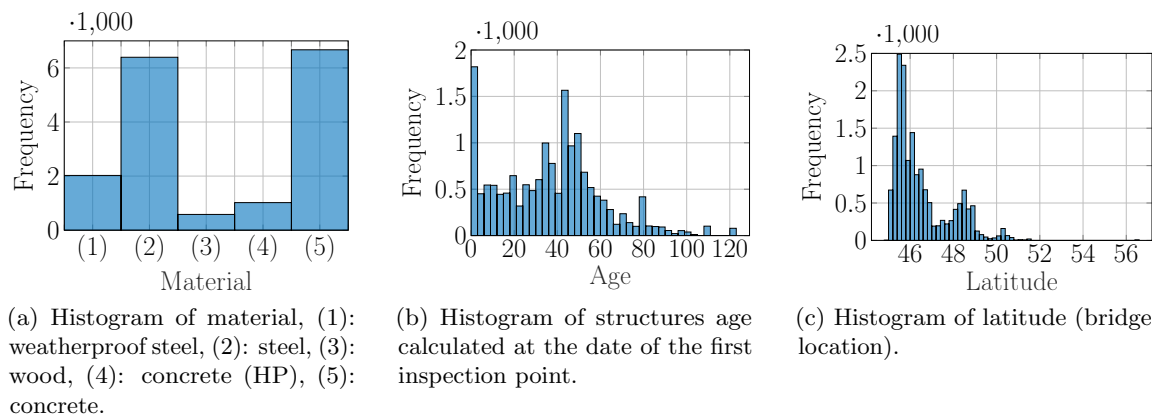 ·1,000
6
4
2
0
Frequency
(1) (2) (3) (4) (5)
Material
·1,000
2
1.5
1
0.5
0
Frequency
0 20 40 60 80 100 120
Age
·1,000
2.5
2
1.5
1
0.5
0
Frequency
46 48 50 52 54 56
Latitude
(a) Histogram of material, (1):
weatherproof steel, (2): steel, (3):
wood, (4): concrete (HP), (5):
concrete.
(b) Histogram of structures age
calculated at the date of the first
inspection point.
(c) Histogram of latitude (bridge
location).